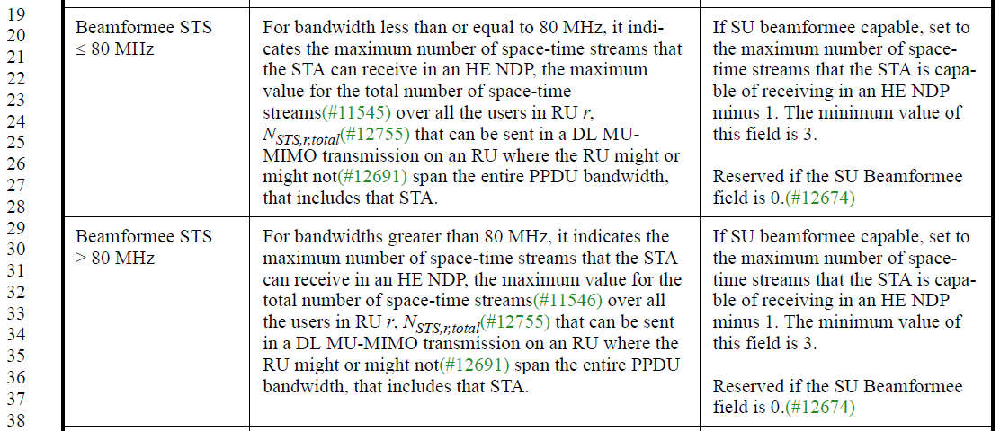 19
20
21
22
23
24
25
26
27
28
29
30
31
32
33
34
35
36
37
38
Beamformee STS
≤ 80 MHz
For bandwidth less than or equal to 80 MHz, it indi-
cates the maximum number of space-time streams that
the STA can receive in an HE NDP, the maximum
value for the total number of space-time
streams(#11545) over all the users in RU r,
N_STS,r,total(#12755) that can be sent in a DL MU-
MIMO transmission on an RU where the RU might or
might not(#12691) span the entire PPDU bandwidth,
that includes that STA.
If SU beamformee capable, set to
the maximum number of space-
time streams that the STA is capa-
ble of receiving in an HE NDP
minus 1. The minimum value of
this field is 3.
Reserved if the SU Beamformee
field is 0.(#12674)
Beamformee STS
> 80 MHz
For bandwidths greater than 80 MHz, it indicates the
maximum number of space-time streams that the STA
can receive in an HE NDP, the maximum value for the
total number of space-time streams(#11546) over all
the users in RU r, N_STS,r,total(#12755) that can be sent
in a DL MU-MIMO transmission on an RU where the
RU might or might not(#12691) span the entire PPDU
bandwidth, that includes that STA.
If SU beamformee capable, set to
the maximum number of space-
time streams that the STA is capa-
ble of receiving in an HE NDP
minus 1. The minimum value of
this field is 3.
Reserved if the SU Beamformee
field is 0.(#12674)